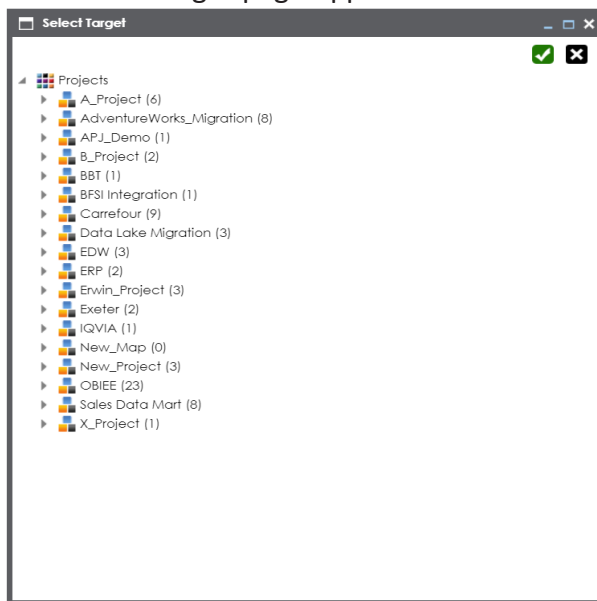 Select Target
Projects
A_Project (6)
AdventureWorks_Migration (8)
APJ_Demo (1)
B_Project (2)
BBT (1)
BFSI Integration (1)
Carrefour (9)
Data Lake Migration (3)
EDW (3)
ERP (2)
Erwin_Project (3)
Exeter (2)
IQVIA (1)
New_Map (0)
New_Project (3)
OBIEE (23)
Sales Data Mart (8)
X_Project (1)